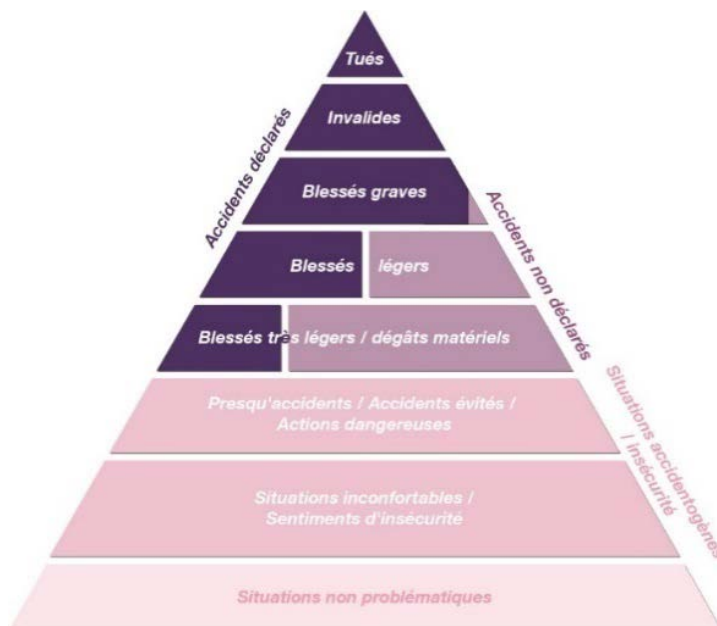 Tués
Invalides
Accidents déclarés
Blessés graves
Accidents non déclarés
Blessés légers
Blessés très légers / dégâts matériels
Presqu'accidents / Accidents évités /
Actions dangereuses
Situations accidentogènes
/ insécurité
Situations inconfortables /
Sentiments d'insécurité
Situations non problématiques